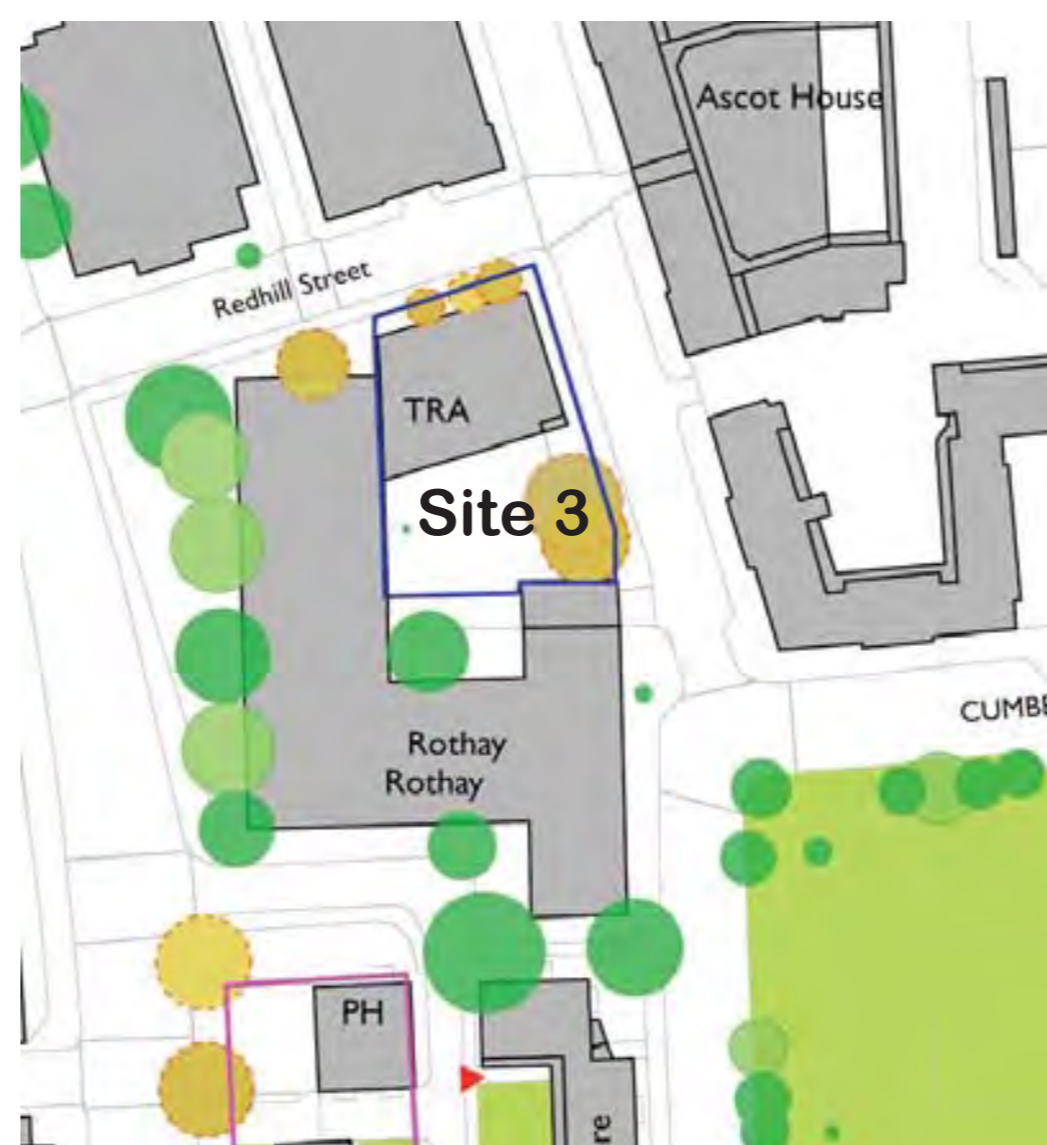 Ascot House
Redhill Street
TRA
Site 3
CUMBE
Rothay
Rothay
PH
re